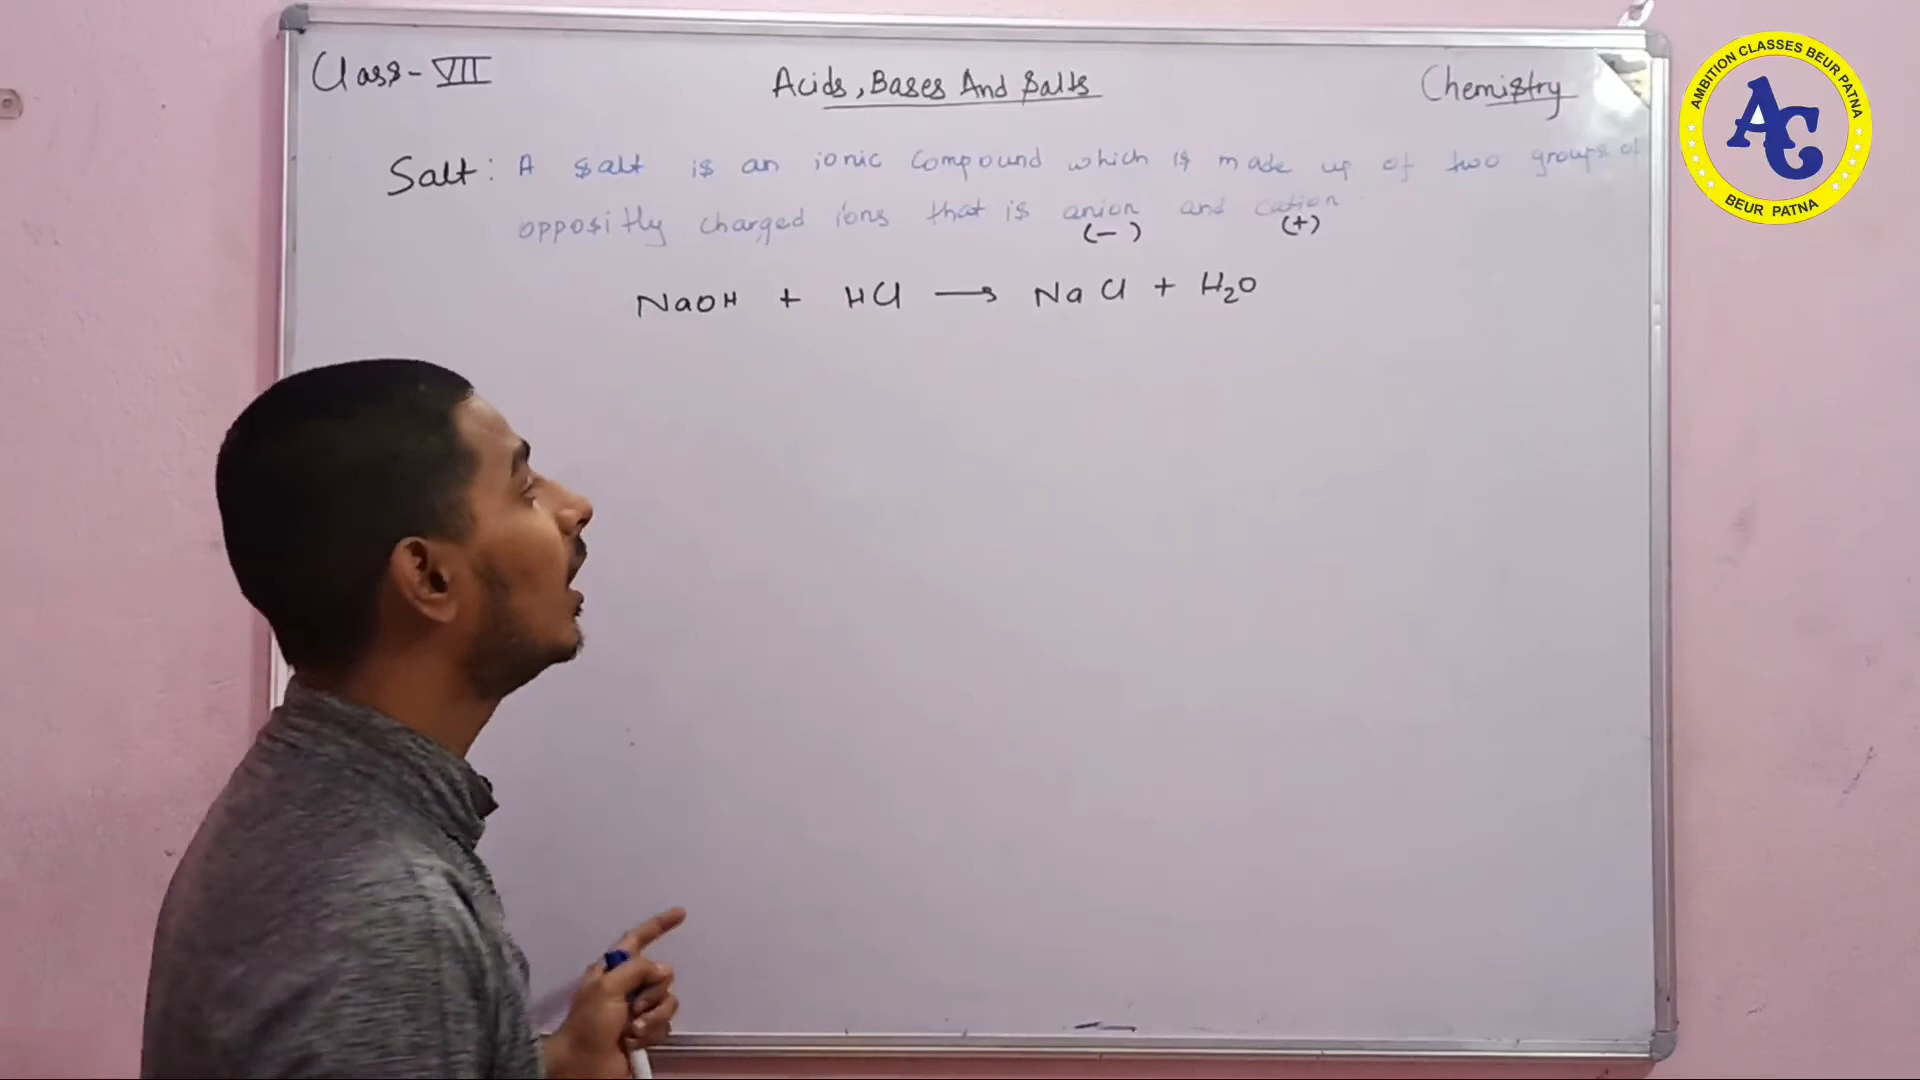 Class-VII
Acids, Bases And Salts
Chemistry
Salt: A salt is an ionic compound which is made up of two groups of
oppositly charged ions that is anion and cation
(-) (+)
NaOH + HCl → NaCl + H₂O
AMBITION CLASSES BEUR PATNA
AC
BEUR PATNA